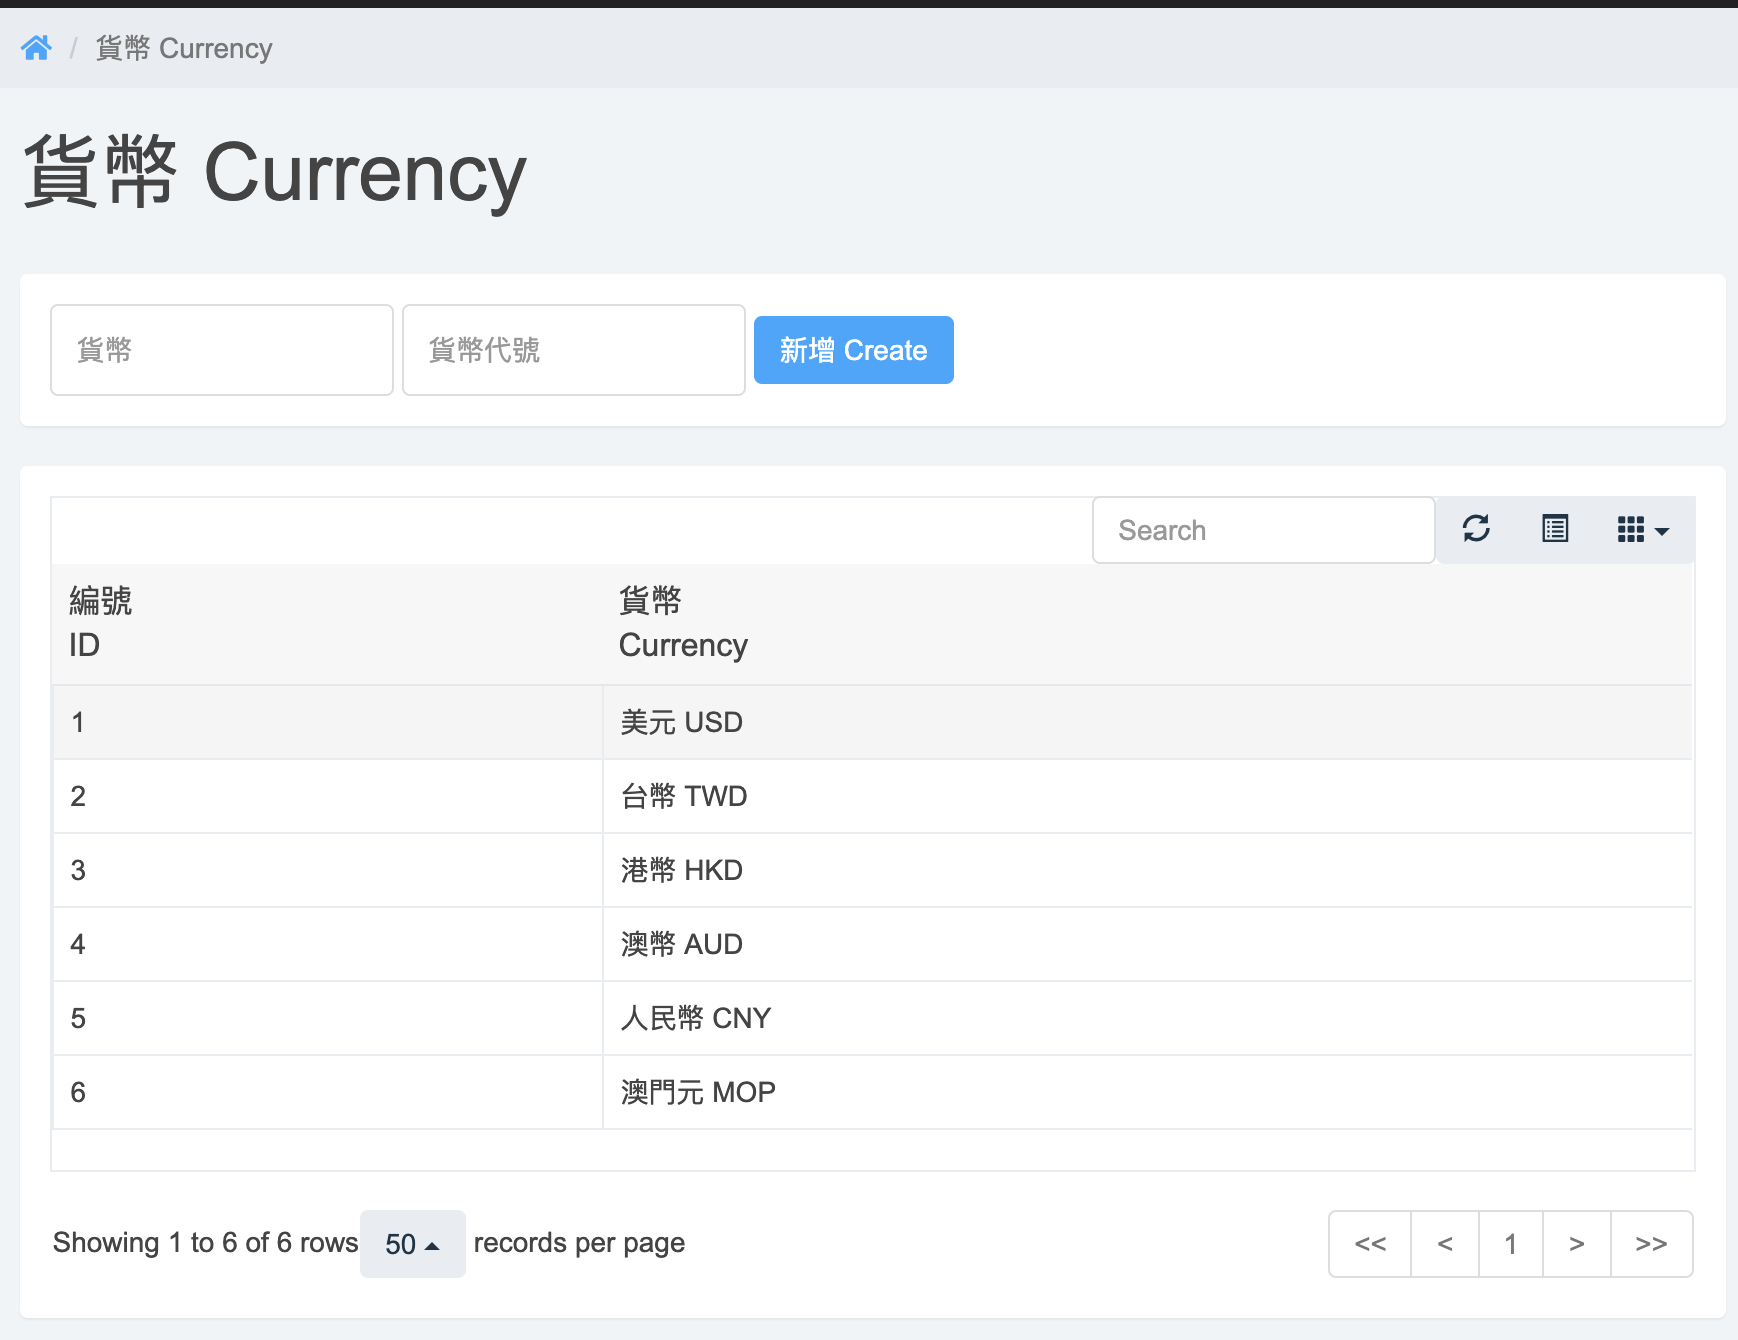 / 貨幣 Currency
貨幣 Currency
貨幣 貨幣代號 新增 Create
Search
編號 貨幣
ID Currency
1 美元 USD
2 台幣 TWD
3 港幣 HKD
4 澳幣 AUD
5 人民幣 CNY
6 澳門元 MOP
Showing 1 to 6 of 6 rows 50 records per page << < 1 > >>